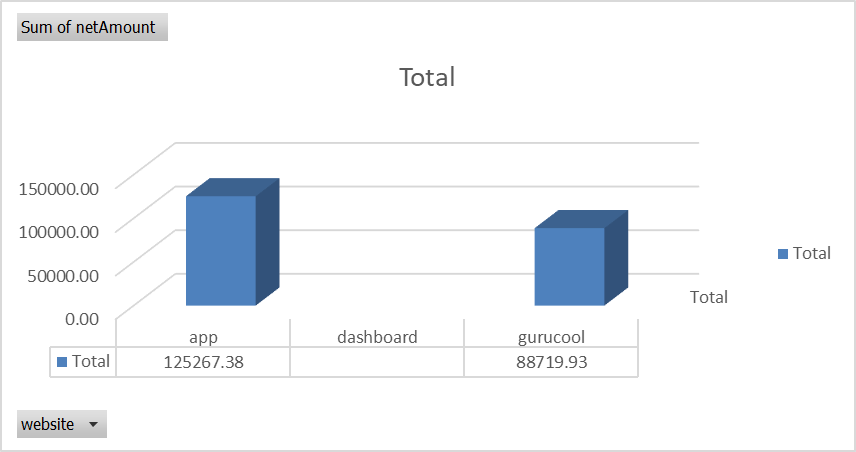 Sum of netAmount
Total
150000.00
100000.00
50000.00
0.00
Total
Total
app dashboard gurucool
Total 125267.38 88719.93
website